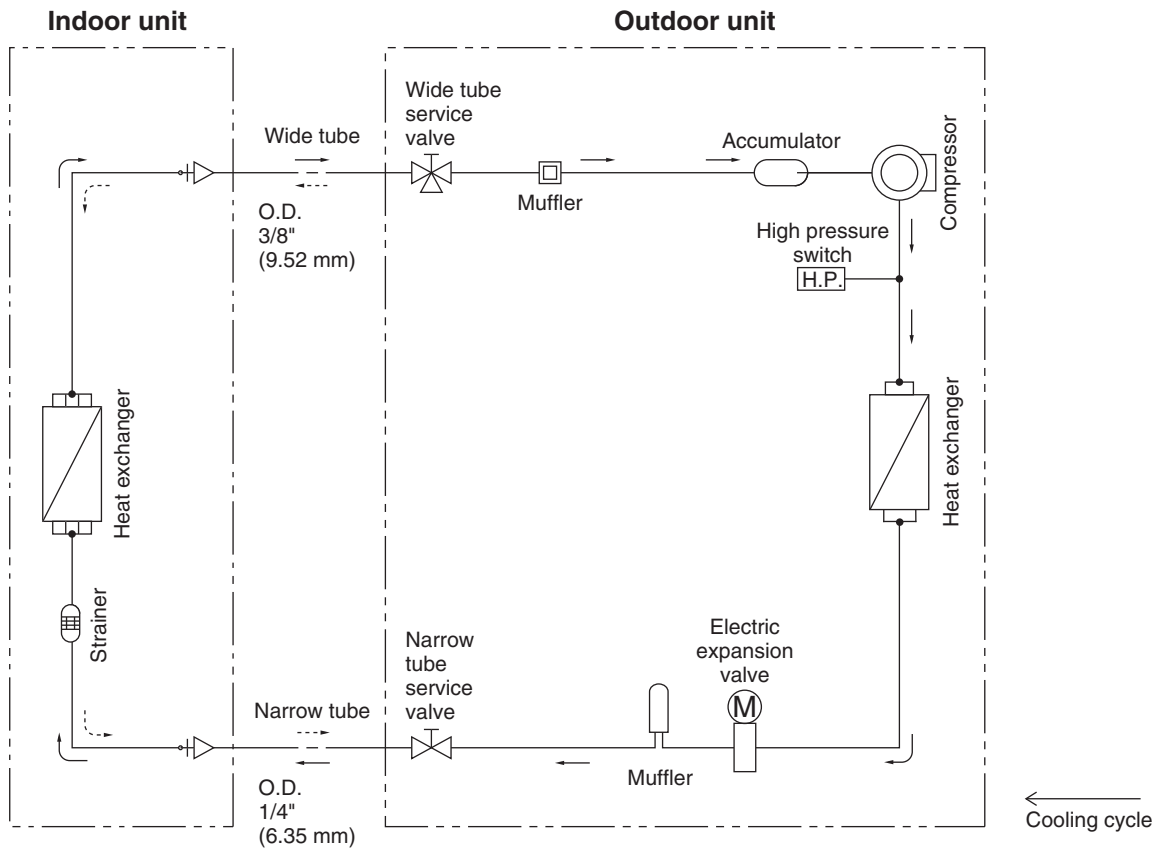 Indoor unit
Outdoor unit
Wide tube
service
valve
Wide tube
Accumulator
Compressor
Muffler
O.D.
3/8"
(9.52 mm)
High pressure
switch
H.P.
Heat exchanger
Heat exchanger
Strainer
Narrow
tube
service
valve
Electric
expansion
valve
M
Narrow tube
Muffler
O.D.
1/4"
(6.35 mm)
Cooling cycle